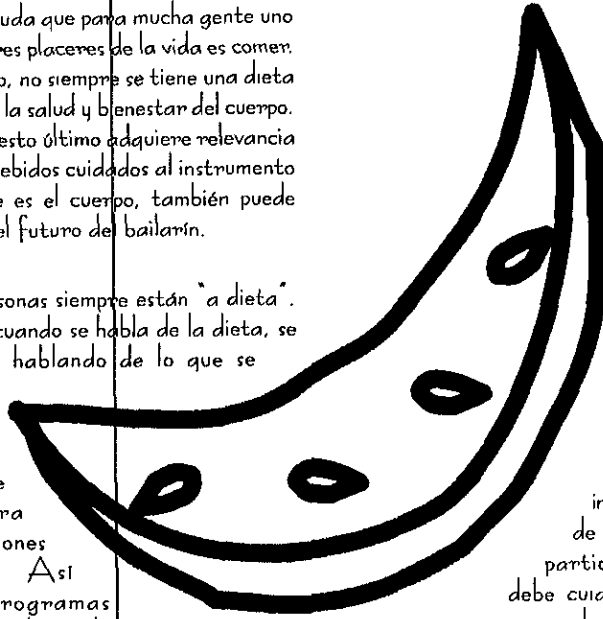 uda que para mucha gente uno
res placeres de la vida es comer.
o, no siempre se tiene una dieta
la salud y bienestar del cuerpo.
esto último adquiere relevancia
ebidos cuidados al instrumento
e es el cuerpo, también puede
el futuro del bailarín.
sonas siempre están "a dieta".
cuando se habla de la dieta, se
hablando de lo que se
e
ra
ones
Así
rogramas
in
de
partic
debe cuid